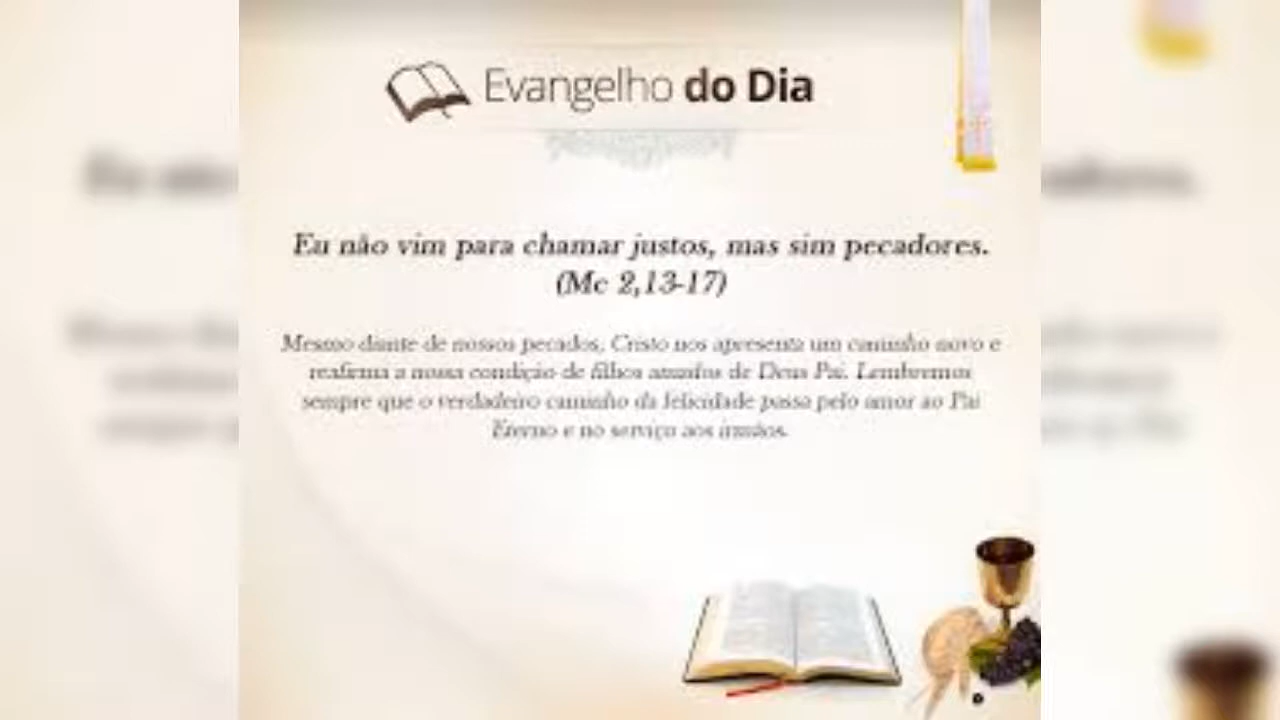 Evangelho do Dia
Eu não vim para chamar justos, mas sim pecadores.
(Mc 2,13-17)
Mesmo diante de nossos pecados, Cristo nos apresenta um caminho novo e
reafirma a nossa condição de filhos amados de Deus Pai. Lembremos
sempre que o verdadeiro caminho da felicidade passa pelo amor ao Pai
Eterno e no serviço aos irmãos.